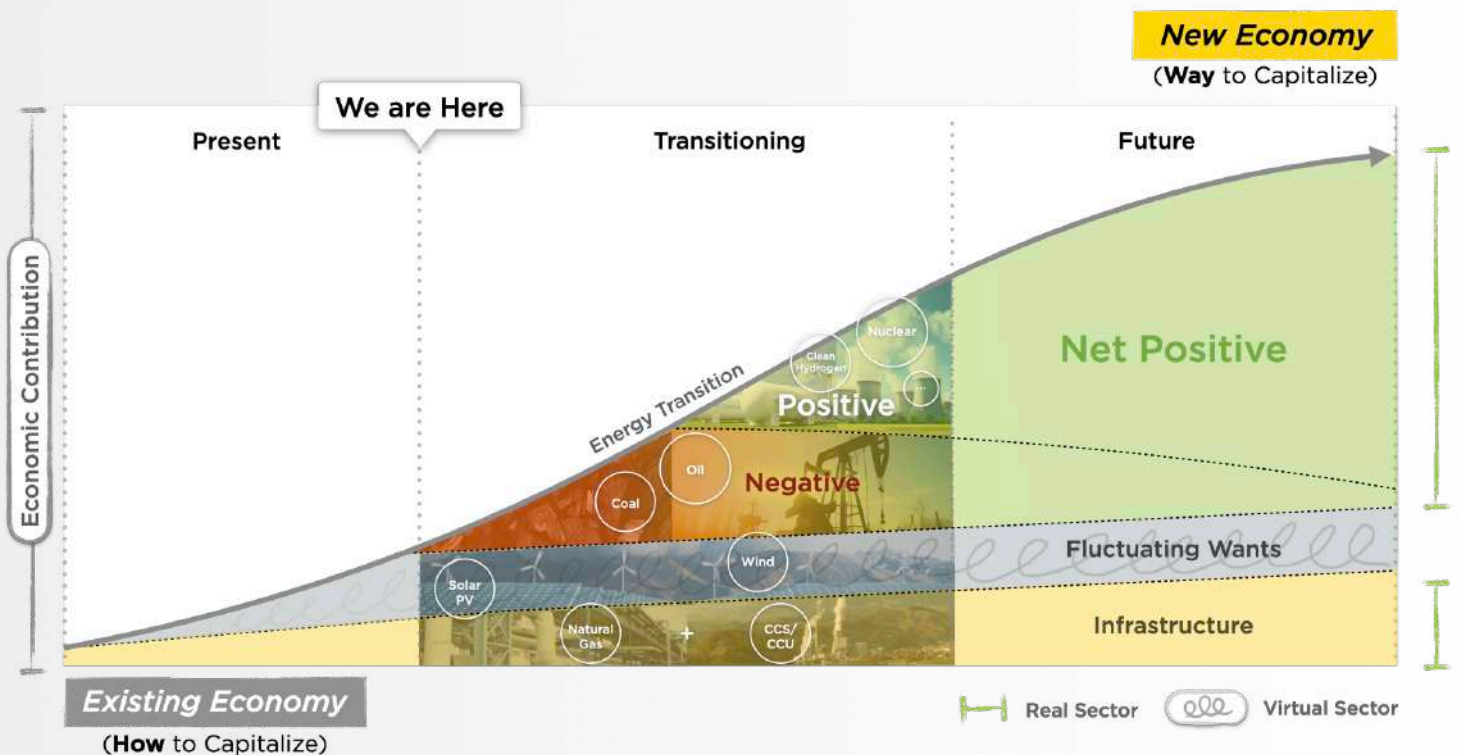 New Economy
(Way to Capitalize)
We are Here
Present
Transitioning
Future
Economic Contribution
Energy Transition
Nuclear
Clean
Hydrogen
...
Positive
Net Positive
Oil
Coal
Negative
Wind
Solar
PV
Fluctuating Wants
Natural
Gas
+
CCS/
CCU
Infrastructure
Existing Economy
(How to Capitalize)
Real Sector
Virtual Sector